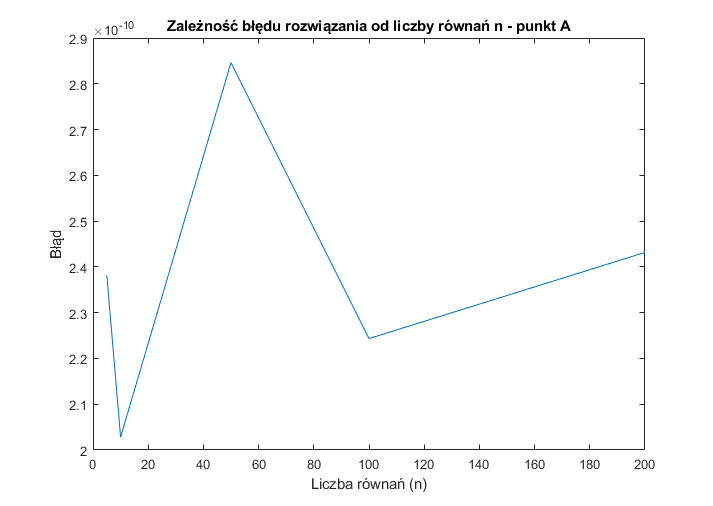 Zależność błędu rozwiązania od liczby równań n - punkt A
×10^-10
2.9
2.8
2.7
2.6
2.5
2.4
2.3
2.2
2.1
2
Błąd
0 20 40 60 80 100 120 140 160 180 200
Liczba równań (n)